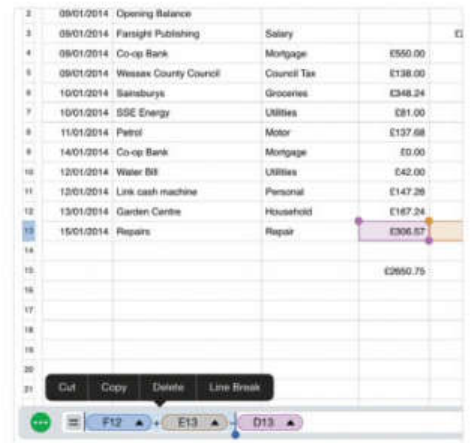 2 09/01/2014 Opening Balance
3 09/01/2014 Farsight Publishing Salary
4 09/01/2014 Co-op Bank Mortgage £550.00
5 09/01/2014 Wessex County Council Council Tax £138.00
6 10/01/2014 Sainsburys Groceries £348.24
7 10/01/2014 SSE Energy Utilities £81.00
8 11/01/2014 Petrol Motor £137.68
9 14/01/2014 Co-op Bank Mortgage £0.00
10 12/01/2014 Water Bill Utilities £42.00
11 12/01/2014 Link cash machine Personal £147.28
12 13/01/2014 Garden Centre Household £167.24
13 15/01/2014 Repairs Repair £306.57
14
15 £2650.75
16
17
18
19
20
21
Cut Copy Delete Line Break
= F12 + E13 - D13